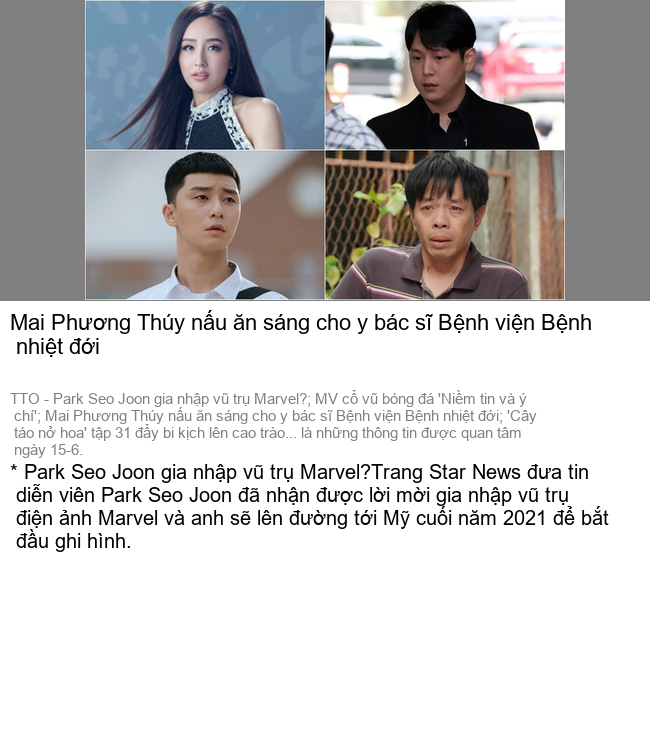 1
Mai Phương Thúy nấu ăn sáng cho y bác sĩ Bệnh viện Bệnh
nhiệt đới
TTO - Park Seo Joon gia nhập vũ trụ Marvel?; MV cổ vũ bóng đá 'Niềm tin và ý
chí'; Mai Phương Thúy nấu ăn sáng cho y bác sĩ Bệnh viện Bệnh nhiệt đới; 'Cây
táo nở hoa' tập 31 đẩy bi kịch lên cao trào... là những thông tin được quan tâm
ngày 15-6.
* Park Seo Joon gia nhập vũ trụ Marvel?Trang Star News đưa tin
diễn viên Park Seo Joon đã nhận được lời mời gia nhập vũ trụ
điện ảnh Marvel và anh sẽ lên đường tới Mỹ cuối năm 2021 để bắt
đầu ghi hình.